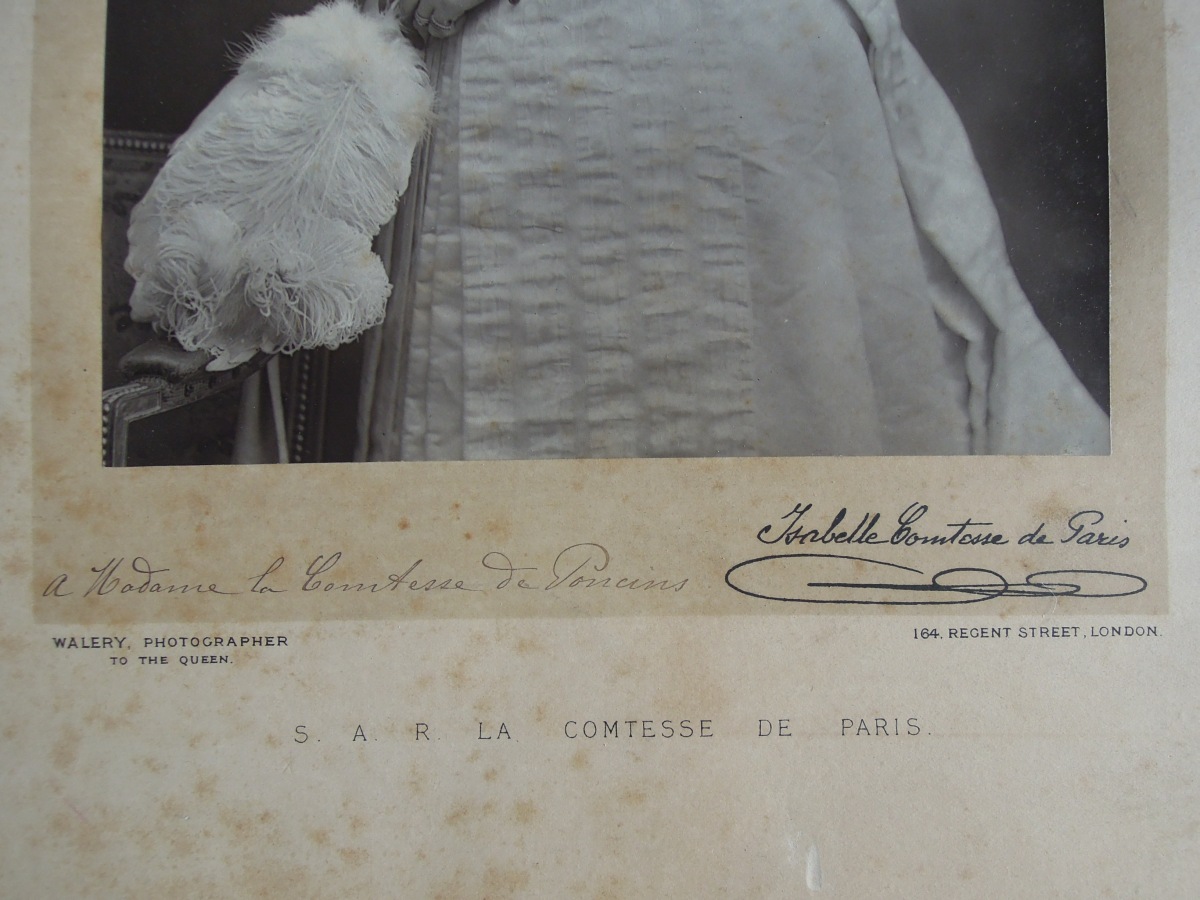 Isabelle Comtesse de Paris
A Madame la Comtesse de Poncins
WALERY, PHOTOGRAPHER
TO THE QUEEN.
164, REGENT STREET, LONDON.
S. A. R. LA COMTESSE DE PARIS.